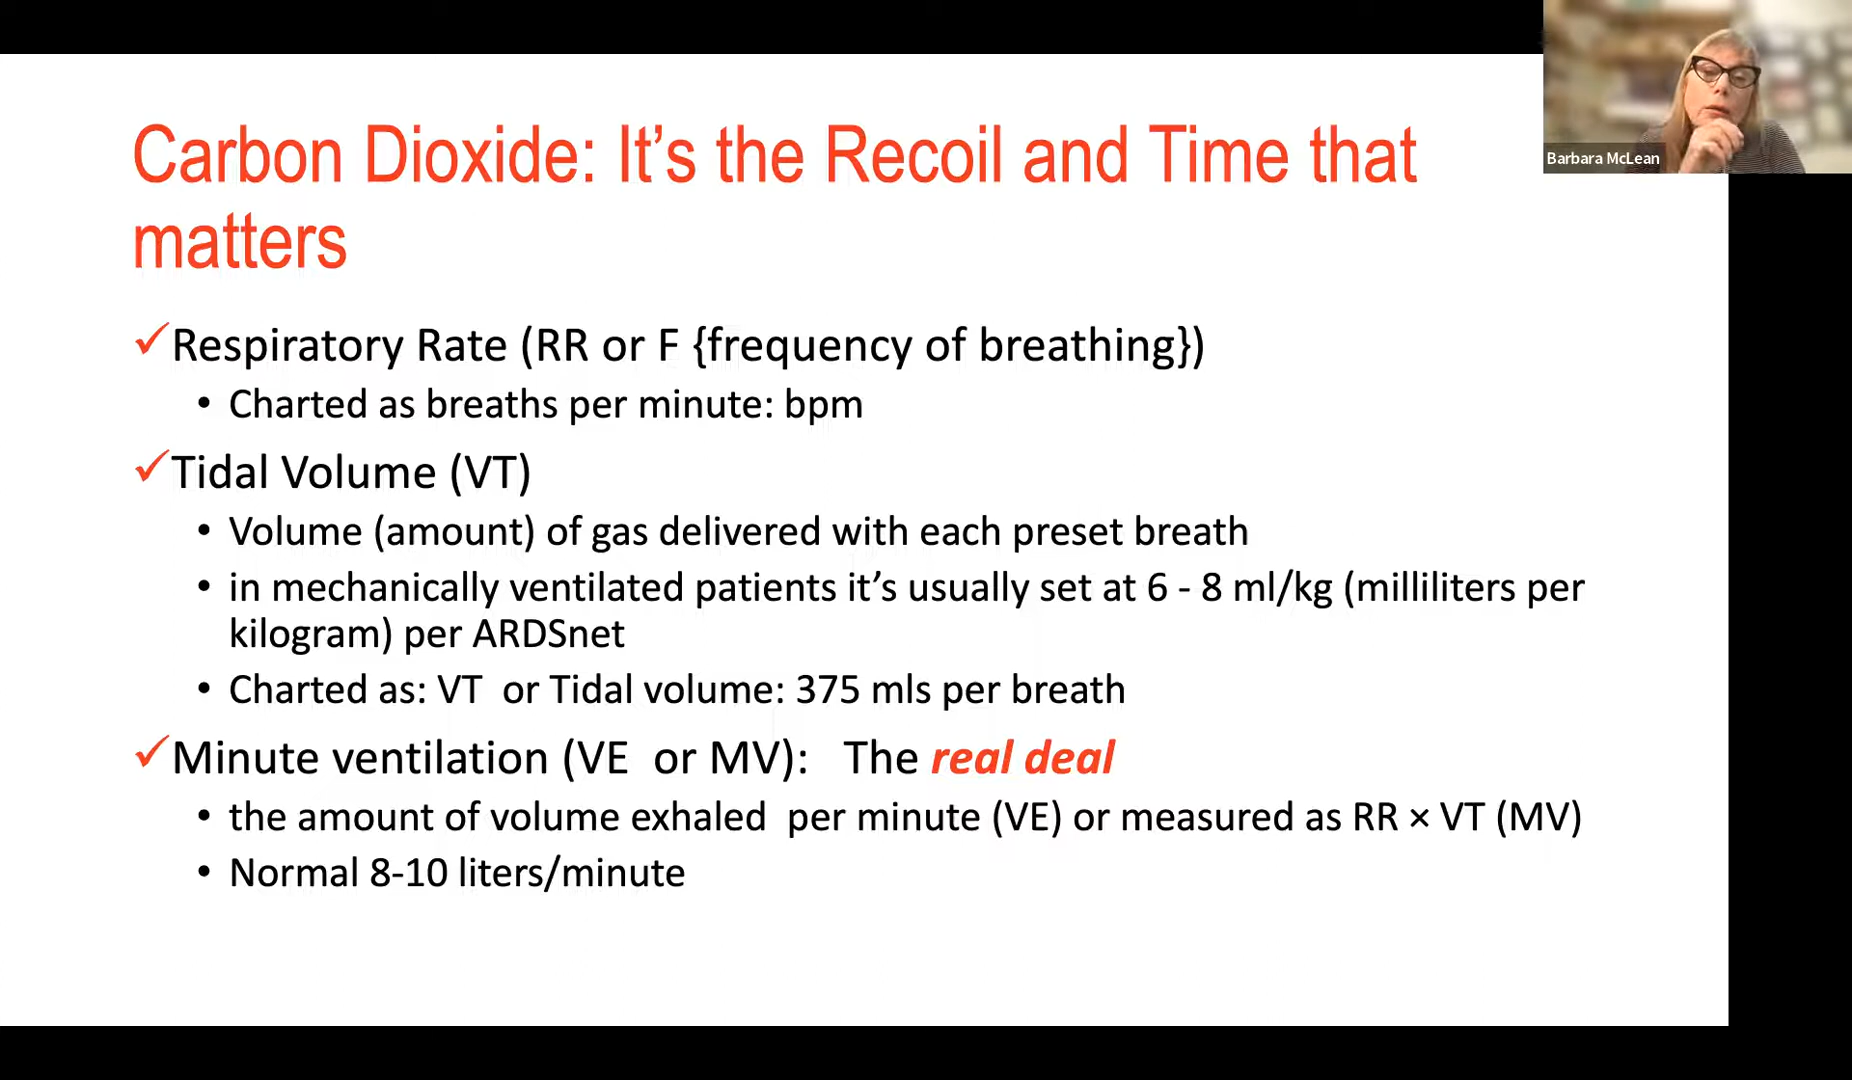 Barbara McLean
Carbon Dioxide: It’s the Recoil and Time that
matters
✓Respiratory Rate (RR or F {frequency of breathing})
• Charted as breaths per minute: bpm
✓Tidal Volume (VT)
• Volume (amount) of gas delivered with each preset breath
• in mechanically ventilated patients it’s usually set at 6 - 8 ml/kg (milliliters per
kilogram) per ARDSnet
• Charted as: VT  or Tidal volume: 375 mls per breath
✓Minute ventilation (VE  or MV):   The real deal
• the amount of volume exhaled  per minute (VE) or measured as RR × VT (MV)
• Normal 8-10 liters/minute